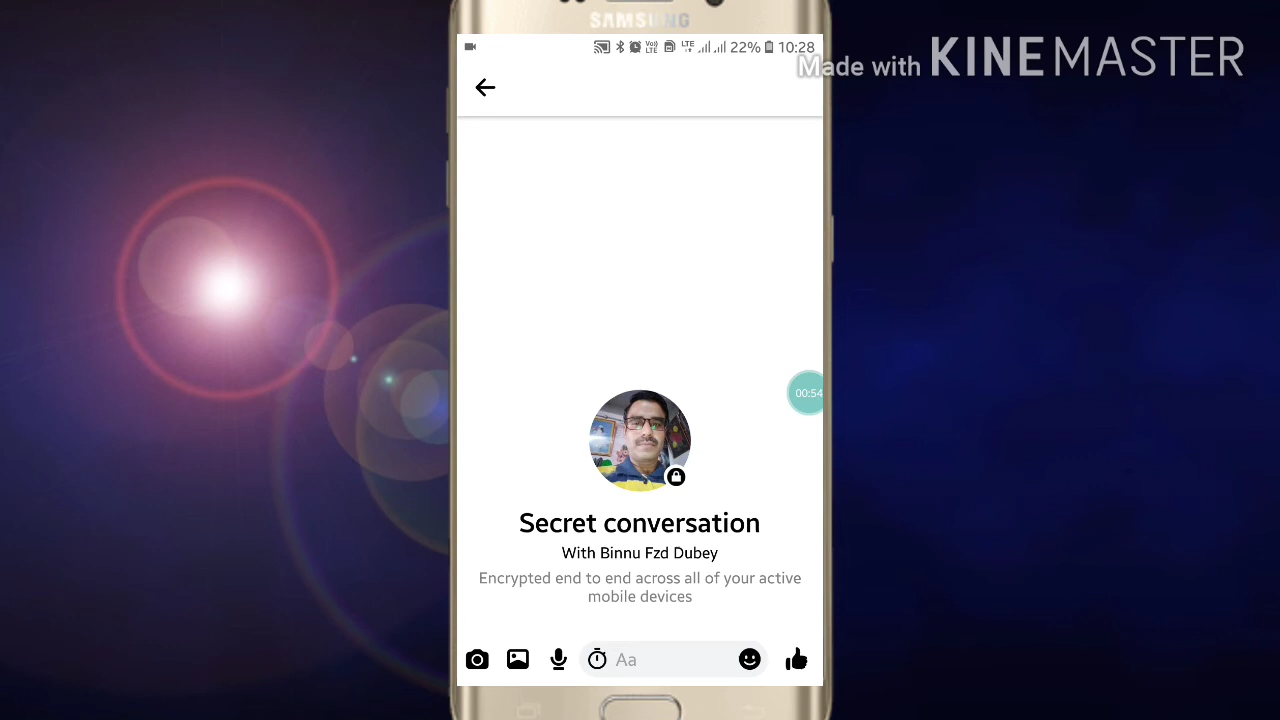 SAMSUNG
LTE 22% 10:28
Made with KINEMASTER
00:54
Secret conversation
With Binnu Fzd Dubey
Encrypted end to end across all of your active
mobile devices
Aa